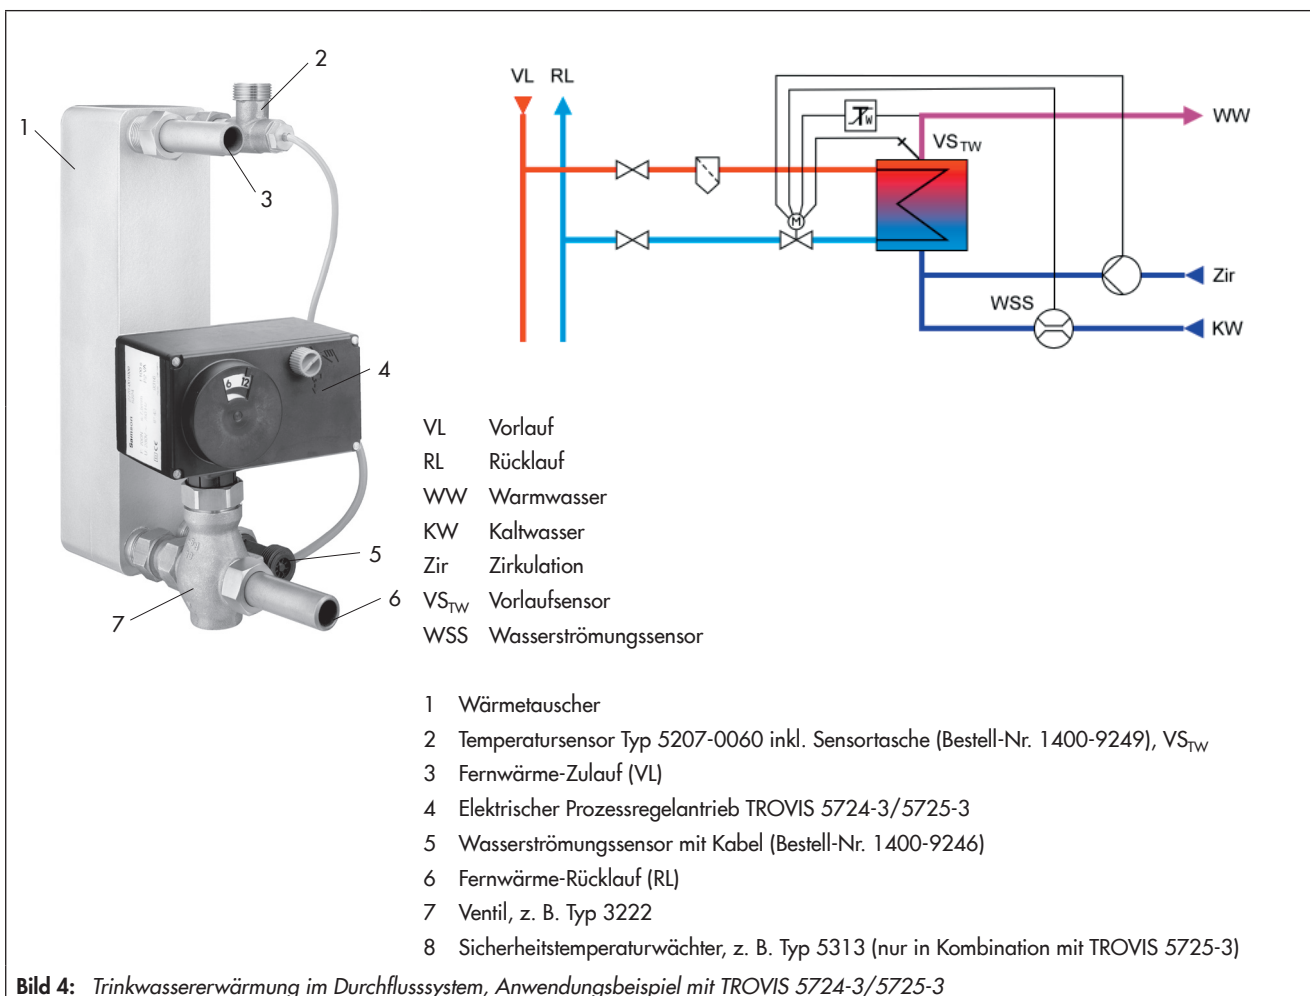 1
2
3
4
5
6
7
6 12
Samson
VL RL
WW
VS_TW
T_W
M
Zir
WSS
KW
VL Vorlauf
RL Rücklauf
WW Warmwasser
KW Kaltwasser
Zir Zirkulation
VS_TW Vorlaufsensor
WSS Wasserströmungssensor
1 Wärmetauscher
2 Temperatursensor Typ 5207-0060 inkl. Sensortasche (Bestell-Nr. 1400-9249), VS_TW
3 Fernwärme-Zulauf (VL)
4 Elektrischer Prozessregelantrieb TROVIS 5724-3/5725-3
5 Wasserströmungssensor mit Kabel (Bestell-Nr. 1400-9246)
6 Fernwärme-Rücklauf (RL)
7 Ventil, z. B. Typ 3222
8 Sicherheitstemperaturwächter, z. B. Typ 5313 (nur in Kombination mit TROVIS 5725-3)
Bild 4: Trinkwassererwärmung im Durchflusssystem, Anwendungsbeispiel mit TROVIS 5724-3/5725-3